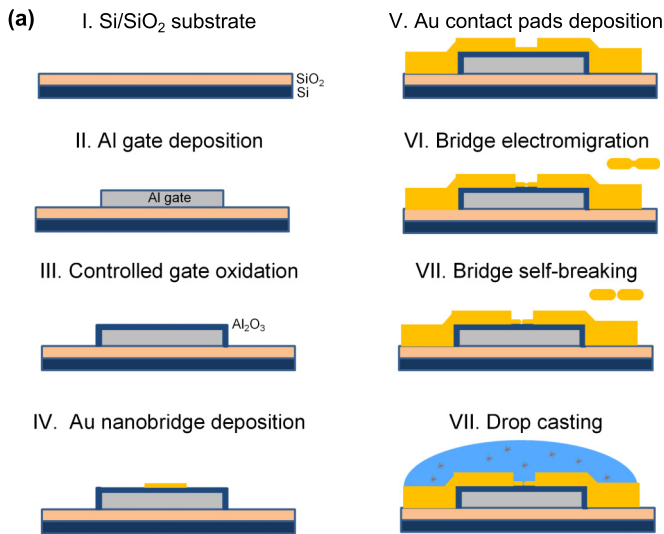 (a)
I. Si/SiO₂ substrate
SiO₂
Si
II. Al gate deposition
Al gate
III. Controlled gate oxidation
Al₂O₃
IV. Au nanobridge deposition
V. Au contact pads deposition
VI. Bridge electromigration
VII. Bridge self-breaking
VII. Drop casting